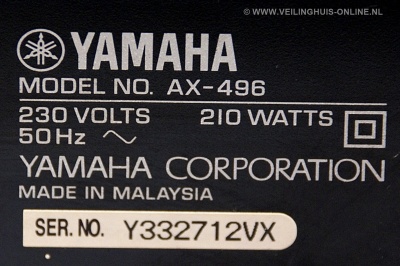 © WWW.VEILINGHUIS-ONLINE.NL
YAMAHA
MODEL NO. AX-496
230 VOLTS 210 WATTS
50Hz ~
YAMAHA CORPORATION
MADE IN MALAYSIA
SER. NO. Y332712VX